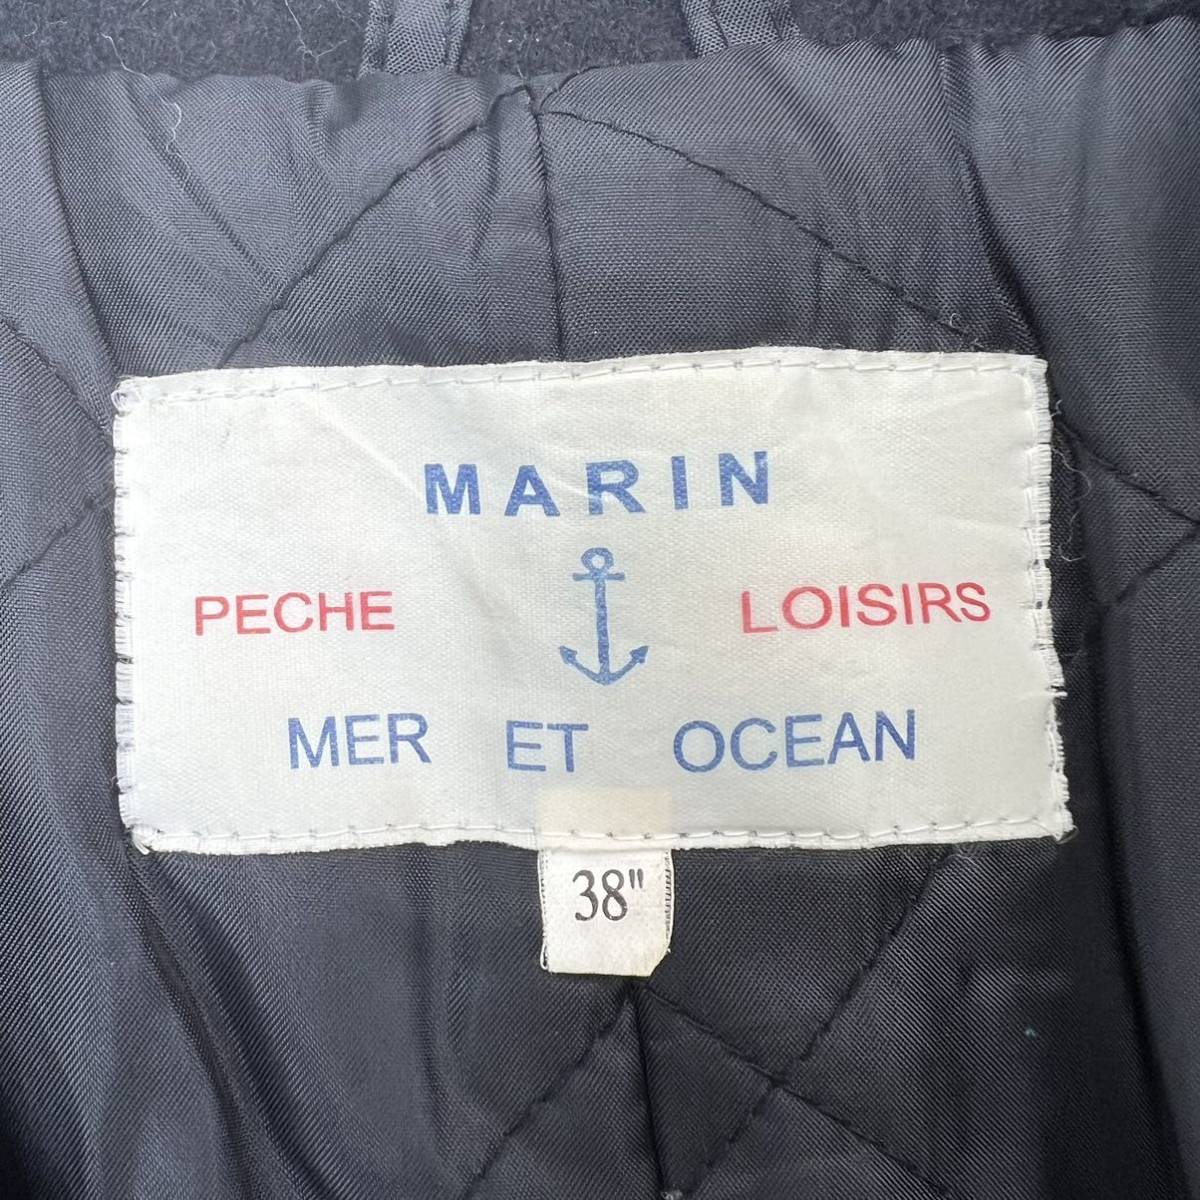 MARIN
PECHE LOISIRS
MER ET OCEAN
38"